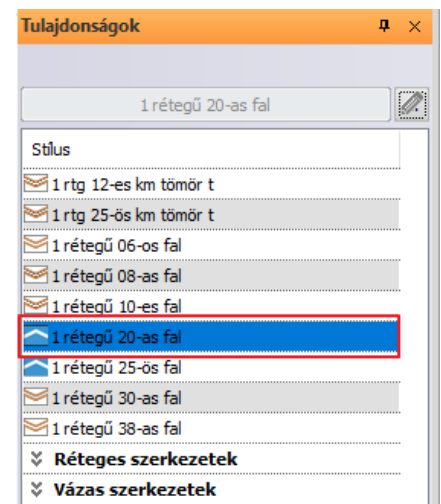 Tulajdonságok
1 rétegű 20-as fal
Stílus
1 rtg 12-es km tömör t
1 rtg 25-ös km tömör t
1 rétegű 06-os fal
1 rétegű 08-as fal
1 rétegű 10-es fal
1 rétegű 20-as fal
1 rétegű 25-ös fal
1 rétegű 30-as fal
1 rétegű 38-as fal
Réteges szerkezetek
Vázas szerkezetek